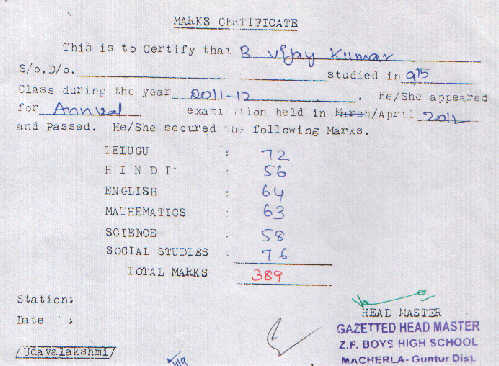 MARKS CERTIFICATE
This is to Certify that B Vijay Kumar
S/o.D/o. studied in 9th
Class during the year 2011-12 . He/She appeared
for Annual examination held in March/April 2012
and Passed. He/She secured the following Marks.
TELUGU : 72
HINDI : 56
ENGLISH : 64
MATHEMATICS : 63
SCIENCE : 58
SOCIAL STUDIES : 76
TOTAL MARKS 389
Station:
Date :
HEAD MASTER
GAZETTED HEAD MASTER
Z.P. BOYS HIGH SCHOOL
MACHERLA - Guntur Dist.
/Udayalakshmi/